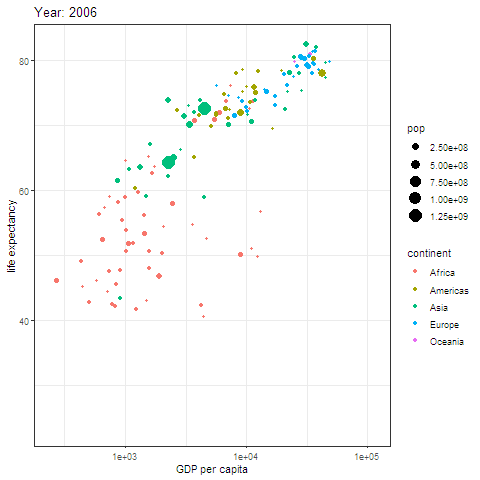 Year: 2006
80
60
40
life expectancy
1e+03
1e+04
1e+05
GDP per capita
pop
2.50e+08
5.00e+08
7.50e+08
1.00e+09
1.25e+09
continent
Africa
Americas
Asia
Europe
Oceania